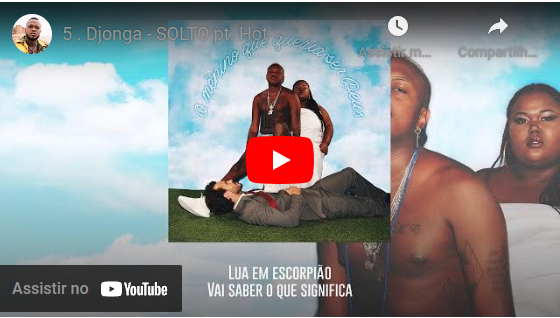 5 . Djonga - SOLTO pt. Hot...
Assistir m...
Compartilh...
O menino que queria ser Deus
LUA EM ESCORPIÃO
VAI SABER O QUE SIGNIFICA
Assistir no YouTube